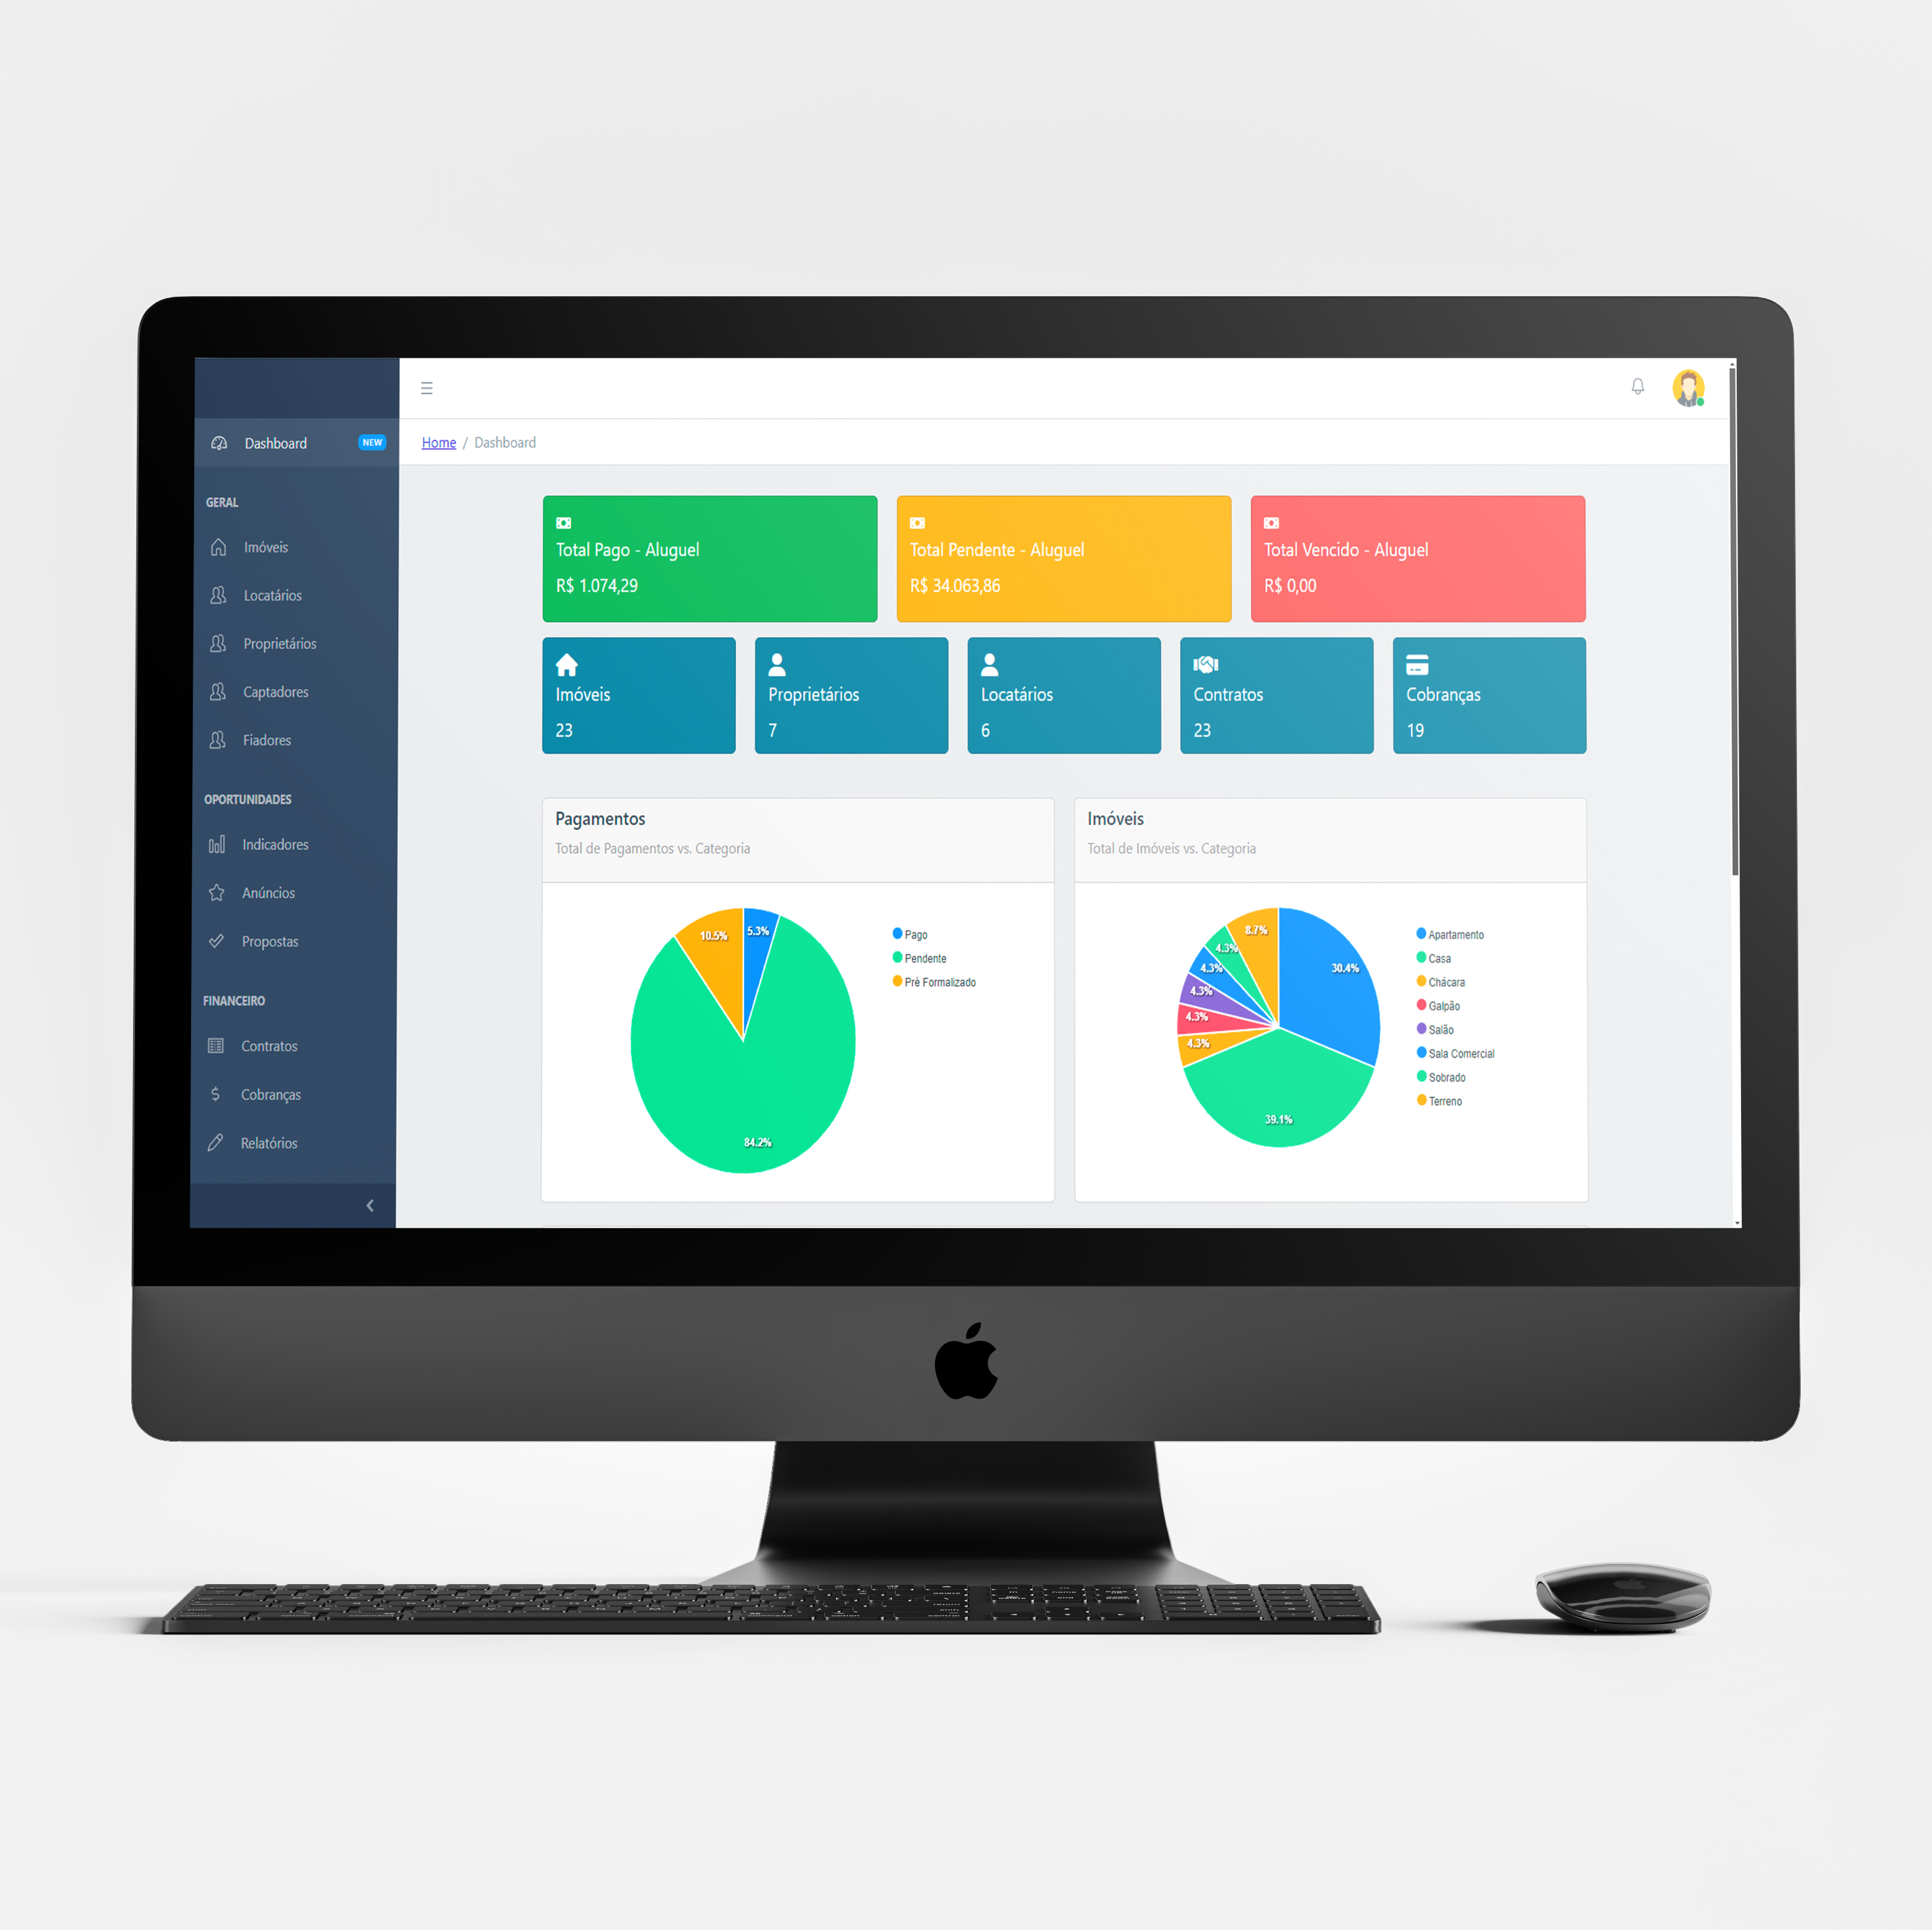 Dashboard NEW
GERAL
Imóveis
Locatários
Proprietários
Captadores
Fiadores
OPORTUNIDADES
Indicadores
Anúncios
Propostas
FINANCEIRO
Contratos
Cobranças
Relatórios
Home / Dashboard
Total Pago - Aluguel
R$ 1.074,29
Total Pendente - Aluguel
R$ 34.063,86
Total Vencido - Aluguel
R$ 0,00
Imóveis
23
Proprietários
7
Locatários
6
Contratos
23
Cobranças
19
Pagamentos
Total de Pagamentos vs. Categoria
10.5%
5.3%
84.2%
Pago
Pendente
Pré Formalizado
Imóveis
Total de Imóveis vs. Categoria
8.7%
4.3%
4.3%
4.3%
4.3%
4.3%
30.4%
39.1%
Apartamento
Casa
Chácara
Galpão
Salão
Sala Comercial
Sobrado
Terreno